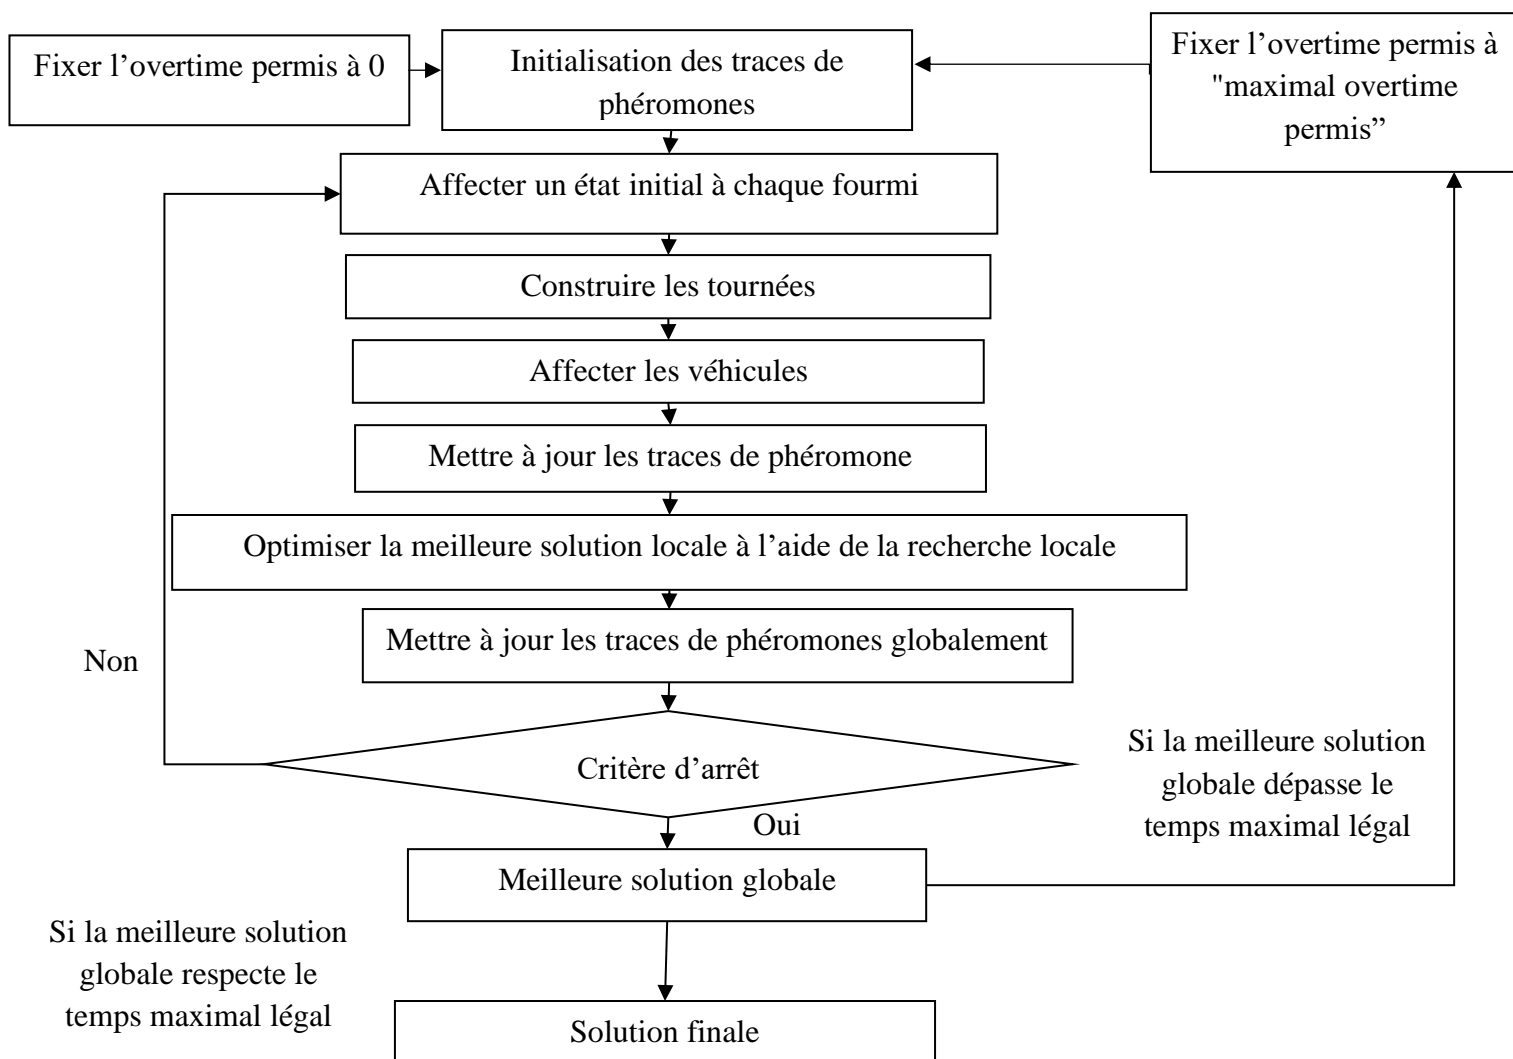 Fixer l’overtime permis à 0
Initialisation des traces de
phéromones
Fixer l’overtime permis à
"maximal overtime
permis”
Affecter un état initial à chaque fourmi
Construire les tournées
Affecter les véhicules
Mettre à jour les traces de phéromone
Optimiser la meilleure solution locale à l’aide de la recherche locale
Mettre à jour les traces de phéromones globalement
Non
Critère d’arrêt
Si la meilleure solution
globale dépasse le
temps maximal légal
Oui
Meilleure solution globale
Si la meilleure solution
globale respecte le
temps maximal légal
Solution finale